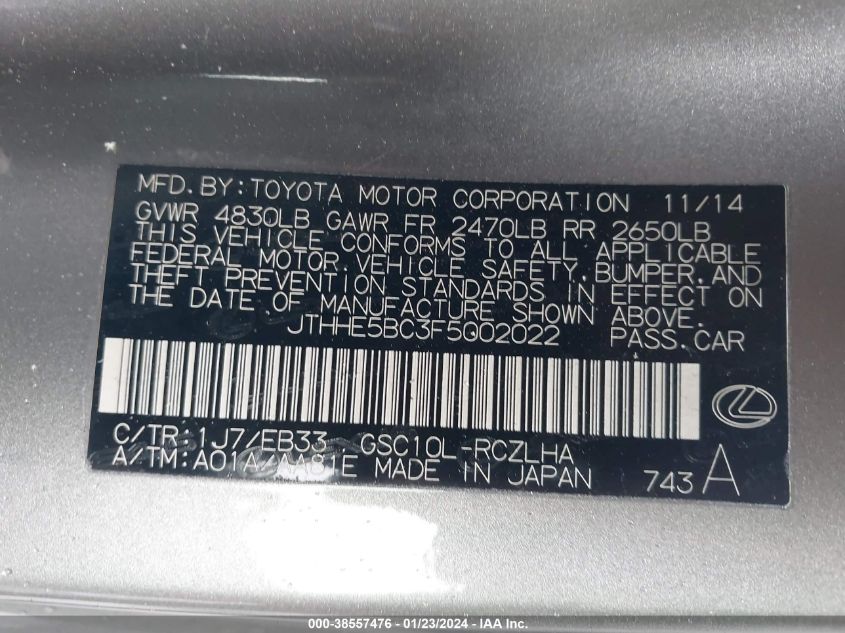 MFD. BY: TOYOTA MOTOR CORPORATION 11/14
GVWR 4830LB GAWR FR 2470LB RR 2650LB
THIS VEHICLE CONFORMS TO ALL APPLICABLE
FEDERAL MOTOR VEHICLE SAFETY, BUMPER, AND
THEFT PREVENTION STANDARDS IN EFFECT ON
THE DATE OF MANUFACTURE SHOWN ABOVE.
JTHHE5BC3F5002022 PASS. CAR
C/TR: 1J7/EB33 GSC10L-RCZLHA
A/TM: A01A/AA81E MADE IN JAPAN 743 A
000-38557476 - 01/23/2024 - IAA, Inc.